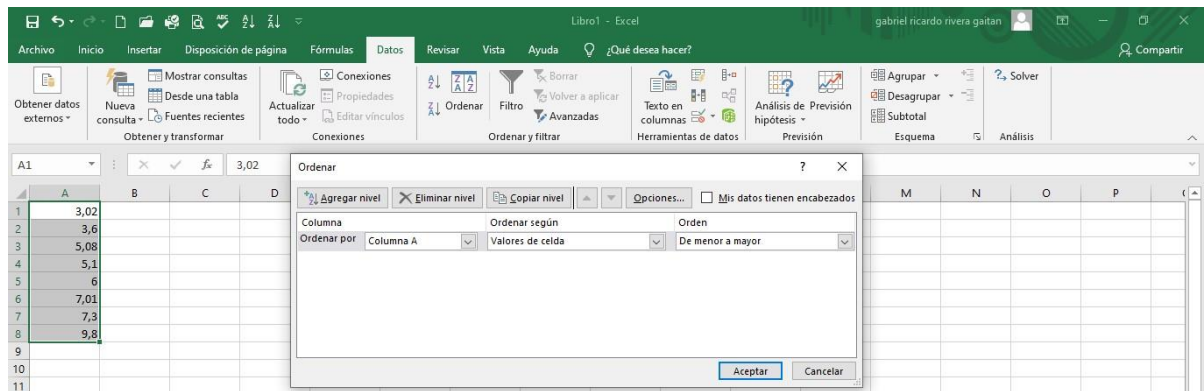 Libro1 - Excel
gabriel ricardo rivera gaitan
Archivo Inicio Insertar Disposición de página Fórmulas Datos Revisar Vista Ayuda ¿Qué desea hacer? Compartir
Obtener datos externos
Nueva consulta
Mostrar consultas
Desde una tabla
Fuentes recientes
Obtener y transformar
Actualizar todo
Conexiones
Propiedades
Editar vínculos
Conexiones
Ordenar
Filtro
Borrar
Volver a aplicar
Avanzadas
Ordenar y filtrar
Texto en columnas
Herramientas de datos
Análisis de hipótesis
Previsión
Previsión
Agrupar
Desagrupar
Subtotal
Esquema
Solver
Análisis
A1 fx 3,02
A B C D M N O P
1 3,02
2 3,6
3 5,08
4 5,1
5 6
6 7,01
7 7,3
8 9,8
9
10
11
Ordenar ?
Agregar nivel Eliminar nivel Copiar nivel Opciones... Mis datos tienen encabezados
Columna Ordenar según Orden
Ordenar por Columna A Valores de celda De menor a mayor
Aceptar Cancelar